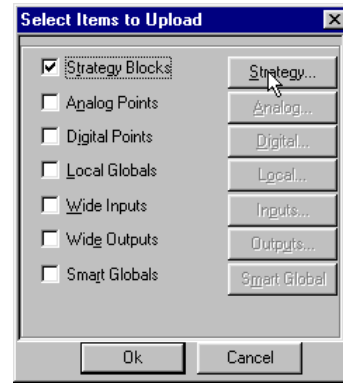 Select Items to Upload
Strategy Blocks Strategy...
Analog Points Analog...
Digital Points Digital...
Local Globals Local...
Wide Inputs Inputs...
Wide Outputs Outputs...
Smart Globals Smart Global
Ok Cancel